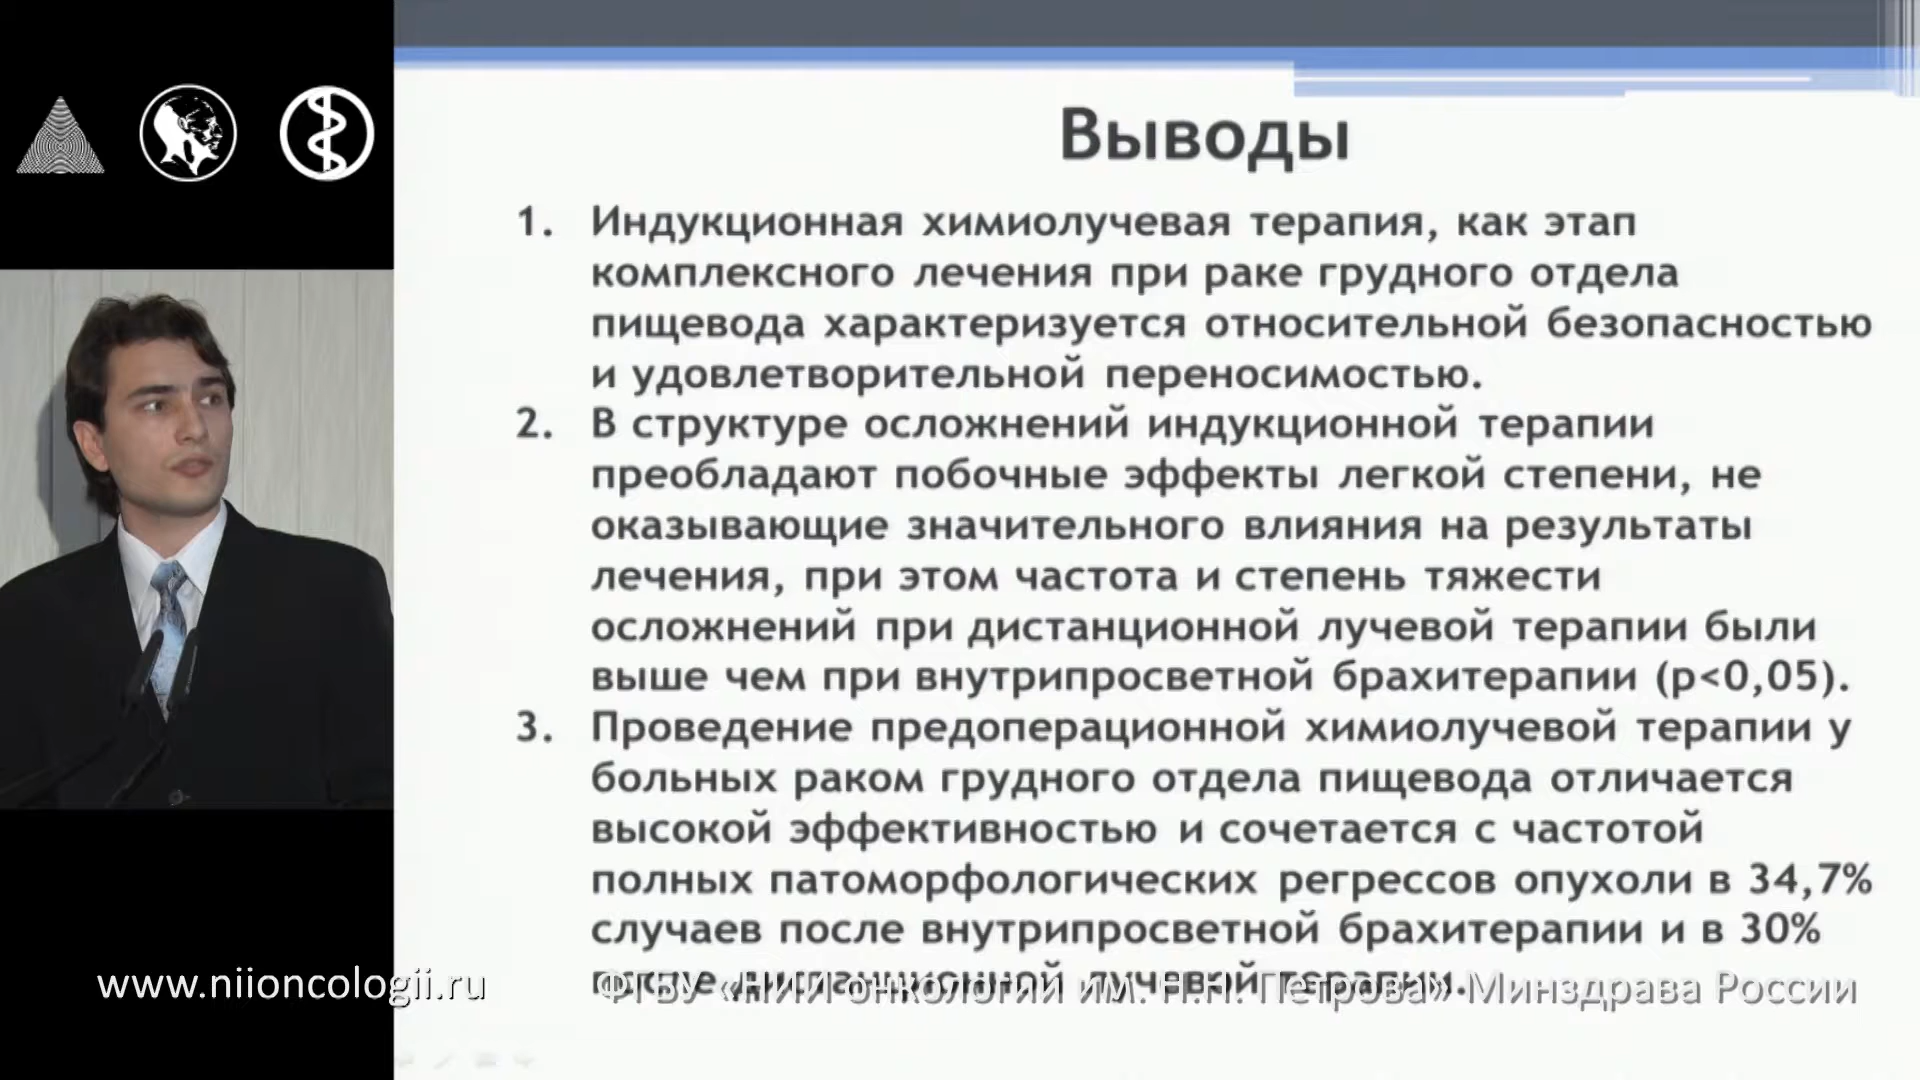 Выводы
1. Индукционная химиолучевая терапия, как этап
комплексного лечения при раке грудного отдела
пищевода характеризуется относительной безопасностью
и удовлетворительной переносимостью.
2. В структуре осложнений индукционной терапии
преобладают побочные эффекты легкой степени, не
оказывающие значительного влияния на результаты
лечения, при этом частота и степень тяжести
осложнений при дистанционной лучевой терапии были
выше чем при внутрипросветной брахитерапии (p<0,05).
3. Проведение предоперационной химиолучевой терапии у
больных раком грудного отдела пищевода отличается
высокой эффективностью и сочетается с частотой
полных патоморфологических регрессов опухоли в 34,7%
случаев после внутрипросветной брахитерапии и в 30%
после дистанционной лучевой терапии.
www.niioncologii.ru
ФГБУ «НИИ онкологии им. Н.Н. Петрова» Минздрава России